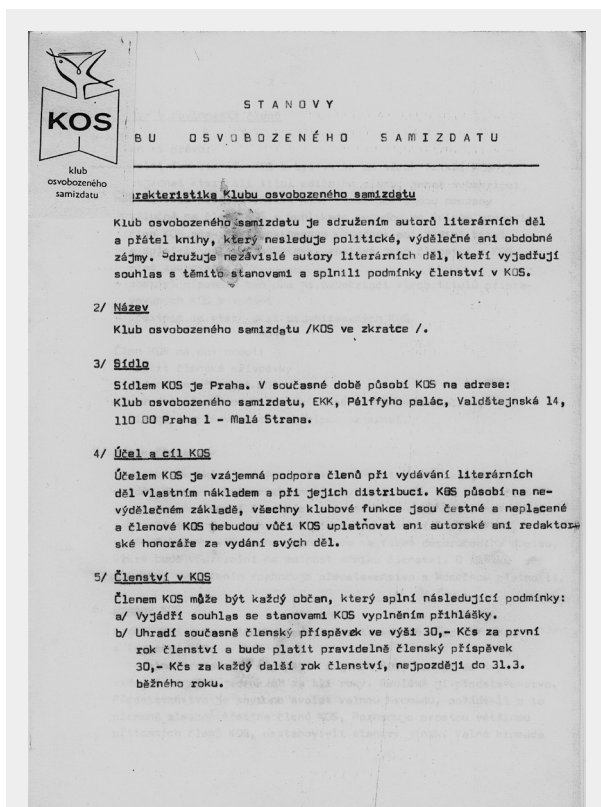 KOS
klub
osvobozeného
samizdatu
STANOVY
BU OSVOBOZENÉHO SAMIZDATU
rakteristika Klubu osvobozeného samizdatu
Klub osvobozeného samizdatu je sdružením autorů literárních děl
a přátel knihy, který nesleduje politické, výdělečné ani obdobné
zájmy. Sdružuje nezávislé autory literárních děl, kteří vyjadřují
souhlas s těmito stanovami a splnili podmínky členství v KOS.
2/ Název
Klub osvobozeného samizdatu /KOS ve zkratce /.
3/ Sídlo
Sídlem KOS je Praha. V současné době působí KOS na adrese:
Klub osvobozeného samizdatu, EKK, Pálffyho palác, Valdštejnská 14,
110 00 Praha 1 - Malá Strana.
4/ Účel a cíl KOS
Účelem KOS je vzájemná podpora členů při vydávání literárních
děl vlastním nákladem a při jejich distribuci. KOS působí na ne-
výdělečném základě, všechny klubové funkce jsou čestné a neplacené
a členové KOS nebudou vůči KOS uplatňovat ani autorské ani redaktor-
ské honoráře za vydání svých děl.
5/ Členství v KOS
Členem KOS může být každý občan, který splní následující podmínky:
a/ Vyjádří souhlas se stanovami KOS vyplněním přihlášky.
b/ Uhradí současně členský příspěvek ve výši 30,- Kčs za první
rok členství a bude platit pravidelně členský příspěvek
30,- Kčs za každý další rok členství, nejpozději do 31.3.
běžného roku.